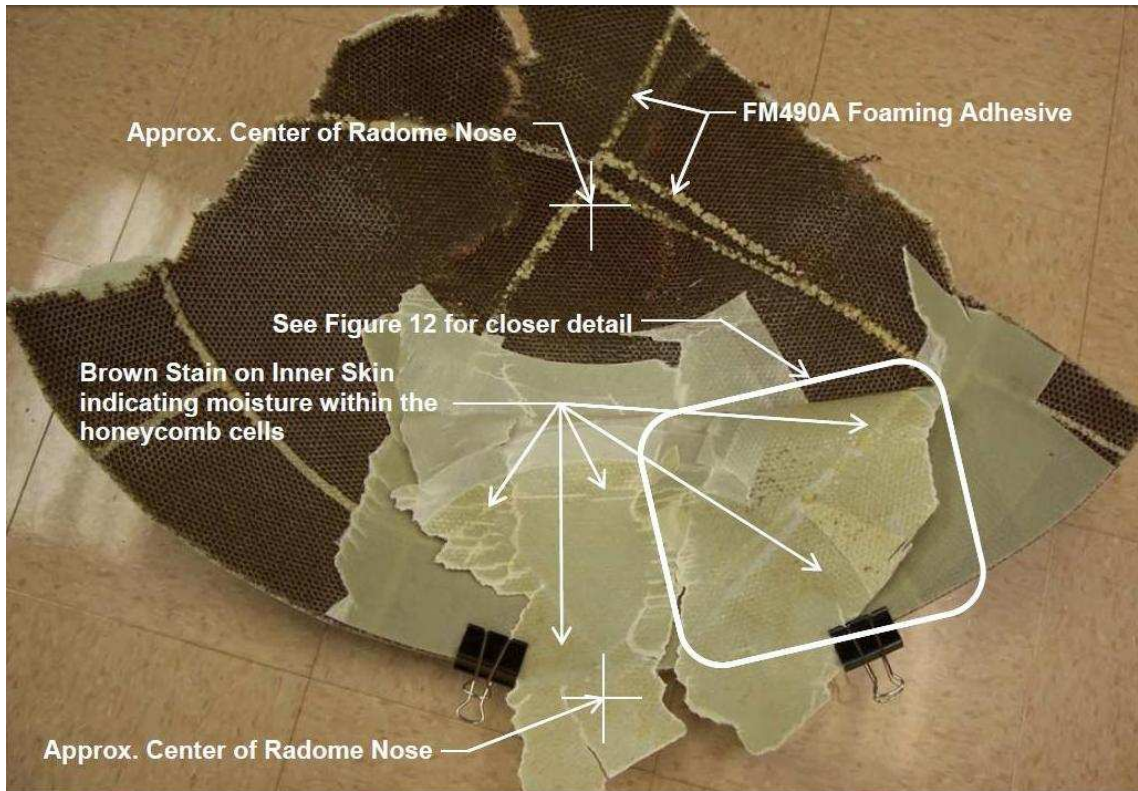 FM490A Foaming Adhesive
Approx. Center of Radome Nose
See Figure 12 for closer detail
Brown Stain on Inner Skin
indicating moisture within the
honeycomb cells
Approx. Center of Radome Nose